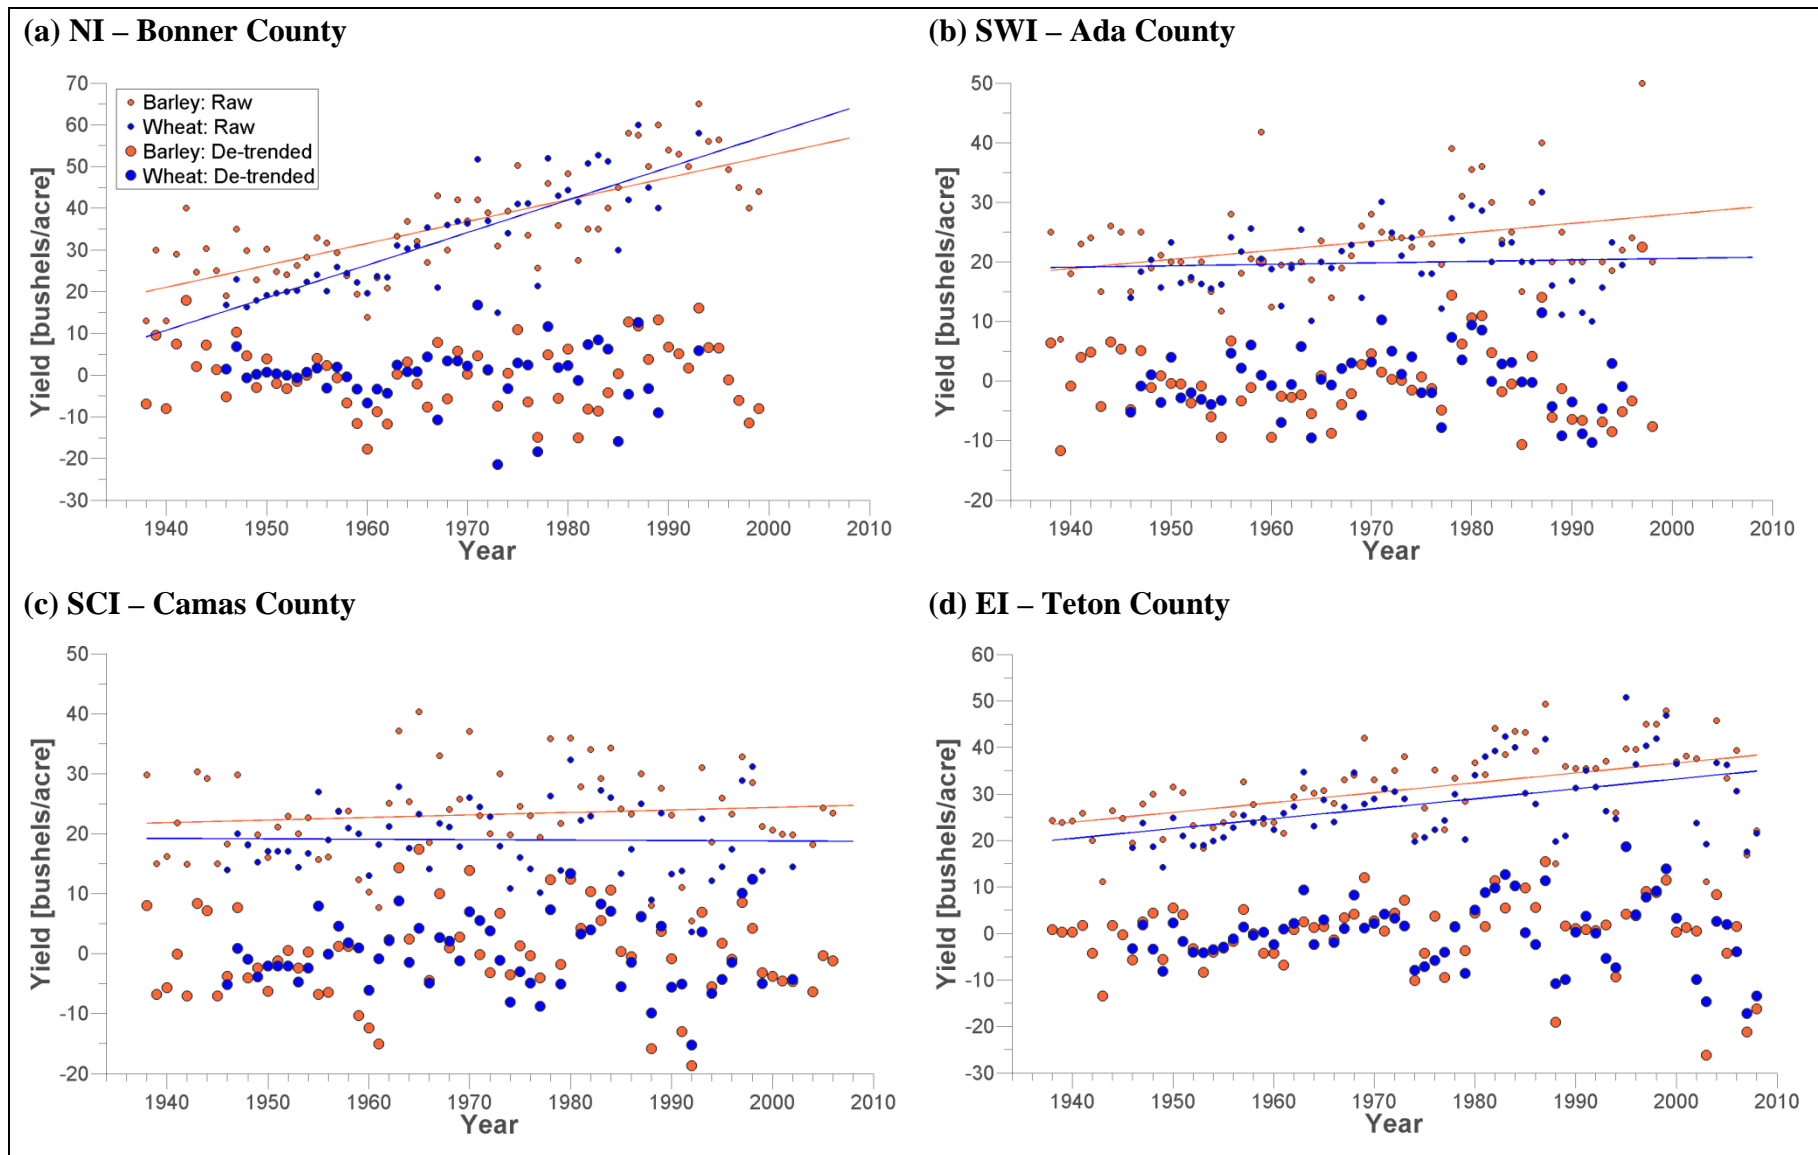 (a) NI – Bonner County
70
60
50
40
30
20
10
0
-10
-20
-30
Yield [bushels/acre]
Barley: Raw
Wheat: Raw
Barley: De-trended
Wheat: De-trended
1940 1950 1960 1970 1980 1990 2000 2010
Year
(b) SWI – Ada County
50
40
30
20
10
0
-10
-20
Yield [bushels/acre]
1940 1950 1960 1970 1980 1990 2000 2010
Year
(c) SCI – Camas County
50
40
30
20
10
0
-10
-20
Yield [bushels/acre]
1940 1950 1960 1970 1980 1990 2000 2010
Year
(d) EI – Teton County
60
50
40
30
20
10
0
-10
-20
-30
Yield [bushels/acre]
1940 1950 1960 1970 1980 1990 2000 2010
Year